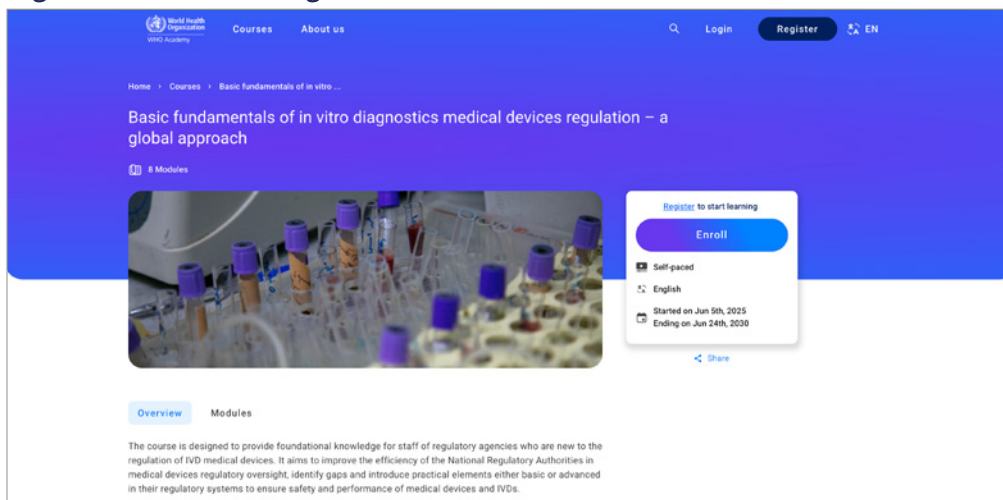 World Health
Organization
WHO Academy
Courses
About us
Login
Register
EN
Home › Courses › Basic fundamentals of in vitro ...
Basic fundamentals of in vitro diagnostics medical devices regulation – a
global approach
8 Modules
Register to start learning
Enroll
Self-paced
English
Started on Jun 5th, 2025
Ending on Jun 24th, 2030
Share
Overview
Modules
The course is designed to provide foundational knowledge for staff of regulatory agencies who are new to the
regulation of IVD medical devices. It aims to improve the efficiency of the National Regulatory Authorities in
medical devices regulatory oversight, identify gaps and introduce practical elements either basic or advanced
in their regulatory systems to ensure safety and performance of medical devices and IVDs.